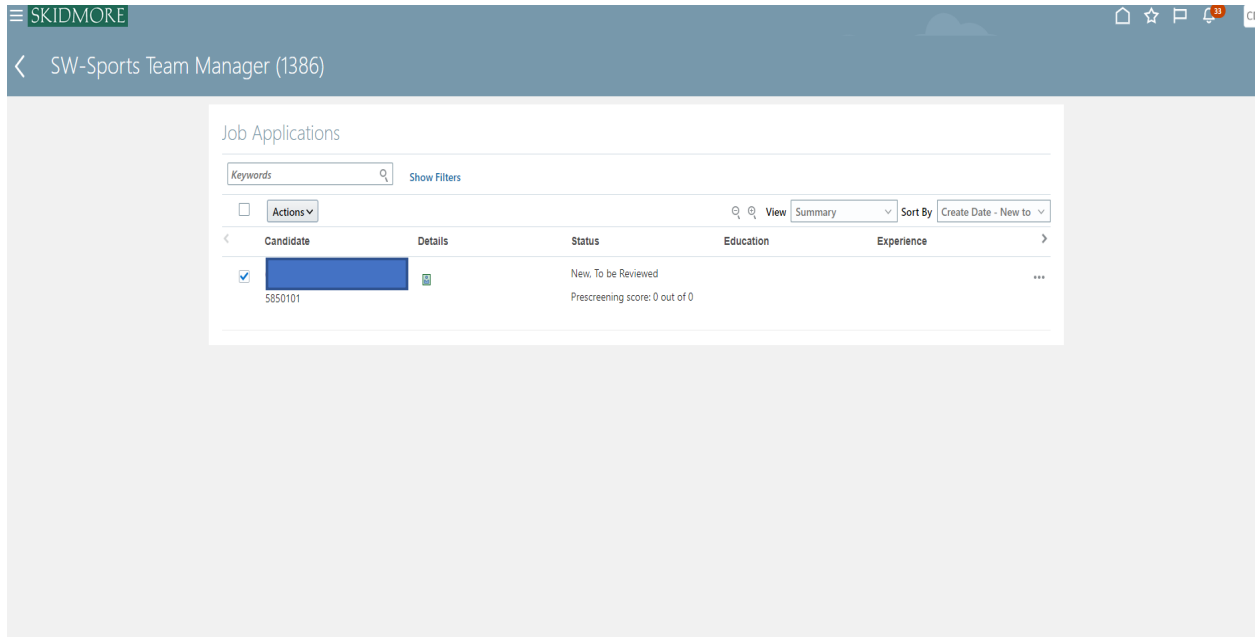 SKIDMORE
33
SW-Sports Team Manager (1386)
Job Applications
Keywords
Show Filters
Actions
View Summary Sort By Create Date - New to
Candidate Details Status Education Experience
New, To be Reviewed
5850101 Prescreening score: 0 out of 0